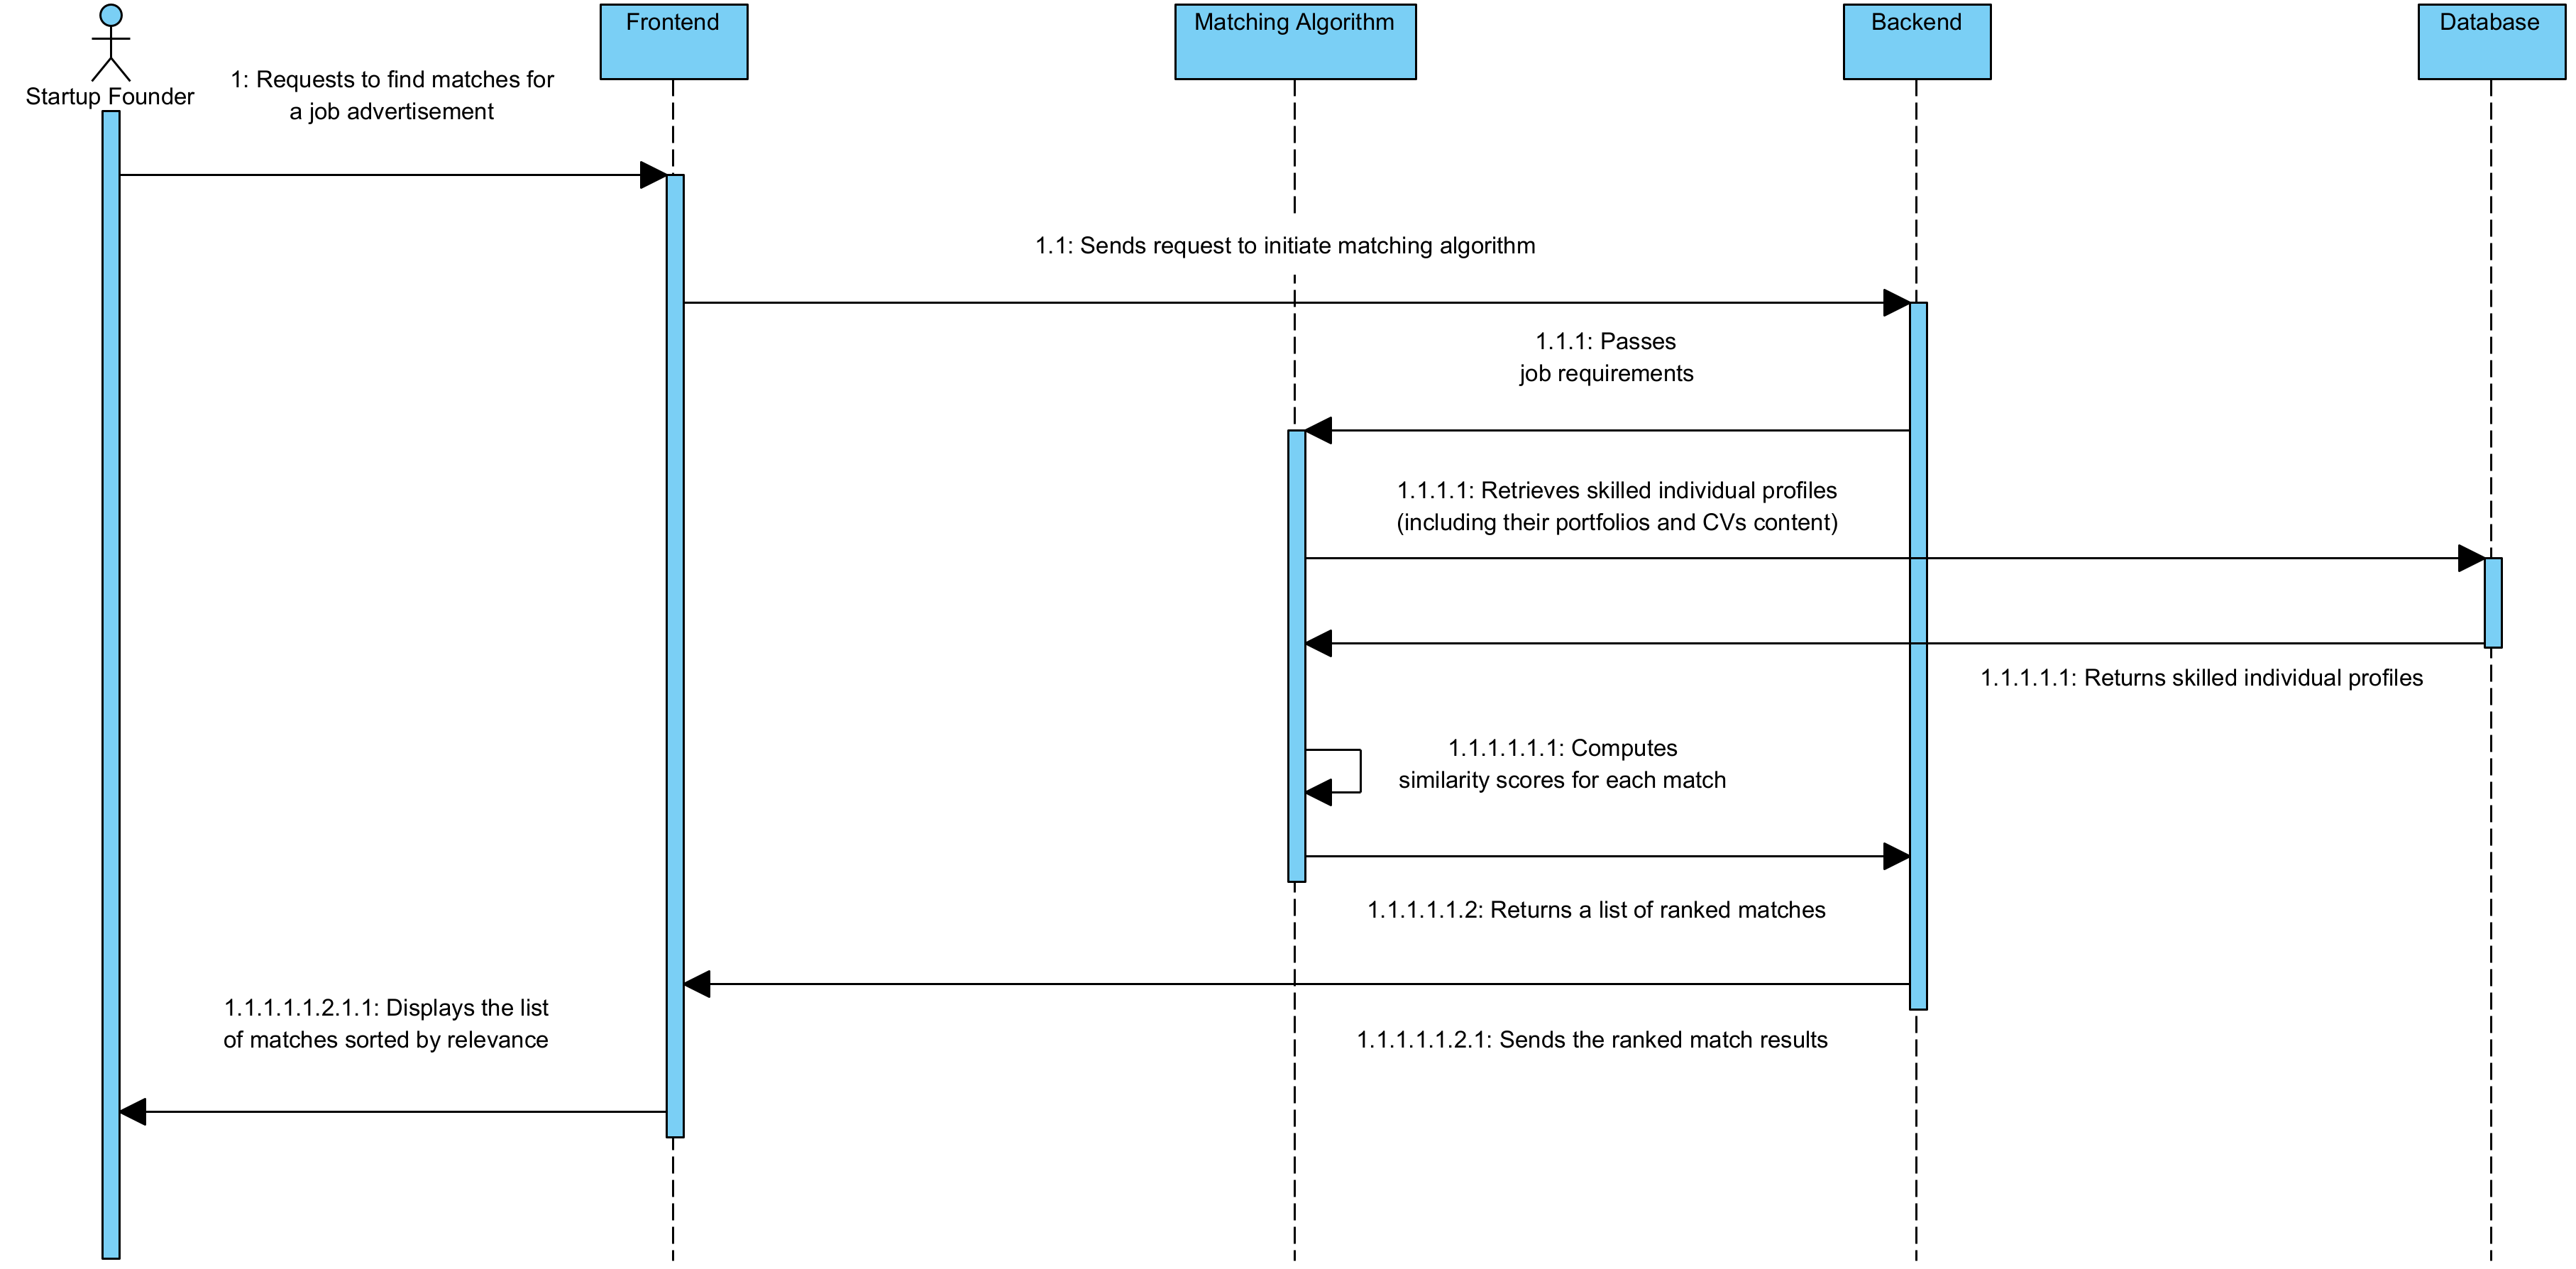 Startup Founder
Frontend
Matching Algorithm
Backend
Database
1: Requests to find matches for
a job advertisement
1.1: Sends request to initiate matching algorithm
1.1.1: Passes
job requirements
1.1.1.1: Retrieves skilled individual profiles
(including their portfolios and CVs content)
1.1.1.1.1: Returns skilled individual profiles
1.1.1.1.1.1: Computes
similarity scores for each match
1.1.1.1.1.2: Returns a list of ranked matches
1.1.1.1.1.2.1: Sends the ranked match results
1.1.1.1.1.2.1.1: Displays the list
of matches sorted by relevance